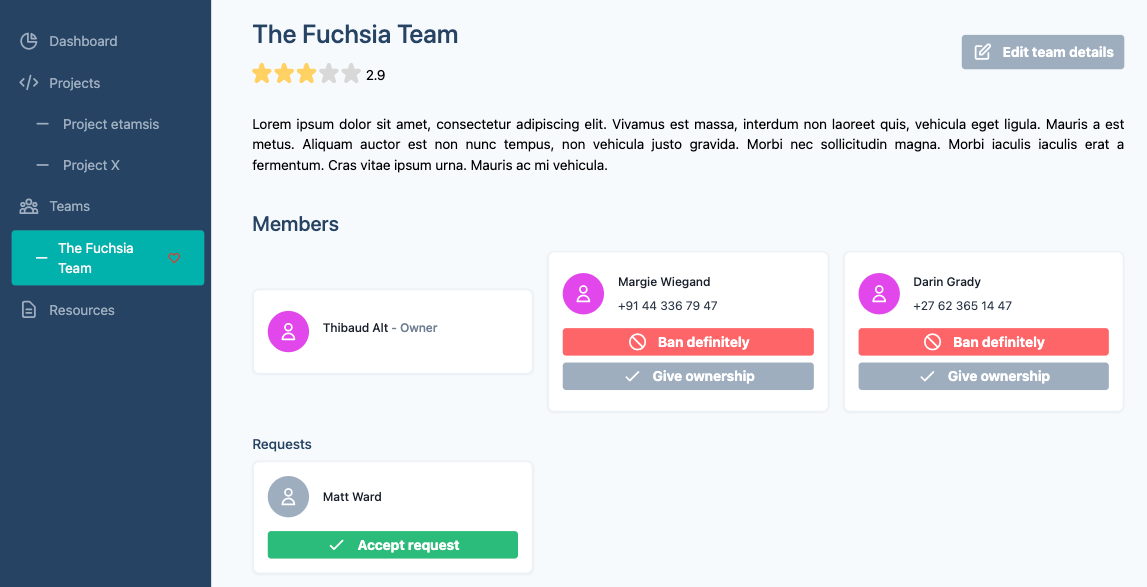 Dashboard
Projects
Project etamsis
Project X
Teams
The Fuchsia
Team
Resources
The Fuchsia Team
2.9
Edit team details
Lorem ipsum dolor sit amet, consectetur adipiscing elit. Vivamus est massa, interdum non laoreet quis, vehicula eget ligula. Mauris a est
metus. Aliquam auctor est non nunc tempus, non vehicula justo gravida. Morbi nec sollicitudin magna. Morbi iaculis iaculis erat a
fermentum. Cras vitae ipsum urna. Mauris ac mi vehicula.
Members
Thibaud Alt - Owner
Margie Wiegand
+91 44 336 79 47
Ban definitely
Give ownership
Darin Grady
+27 62 365 14 47
Ban definitely
Give ownership
Requests
Matt Ward
Accept request